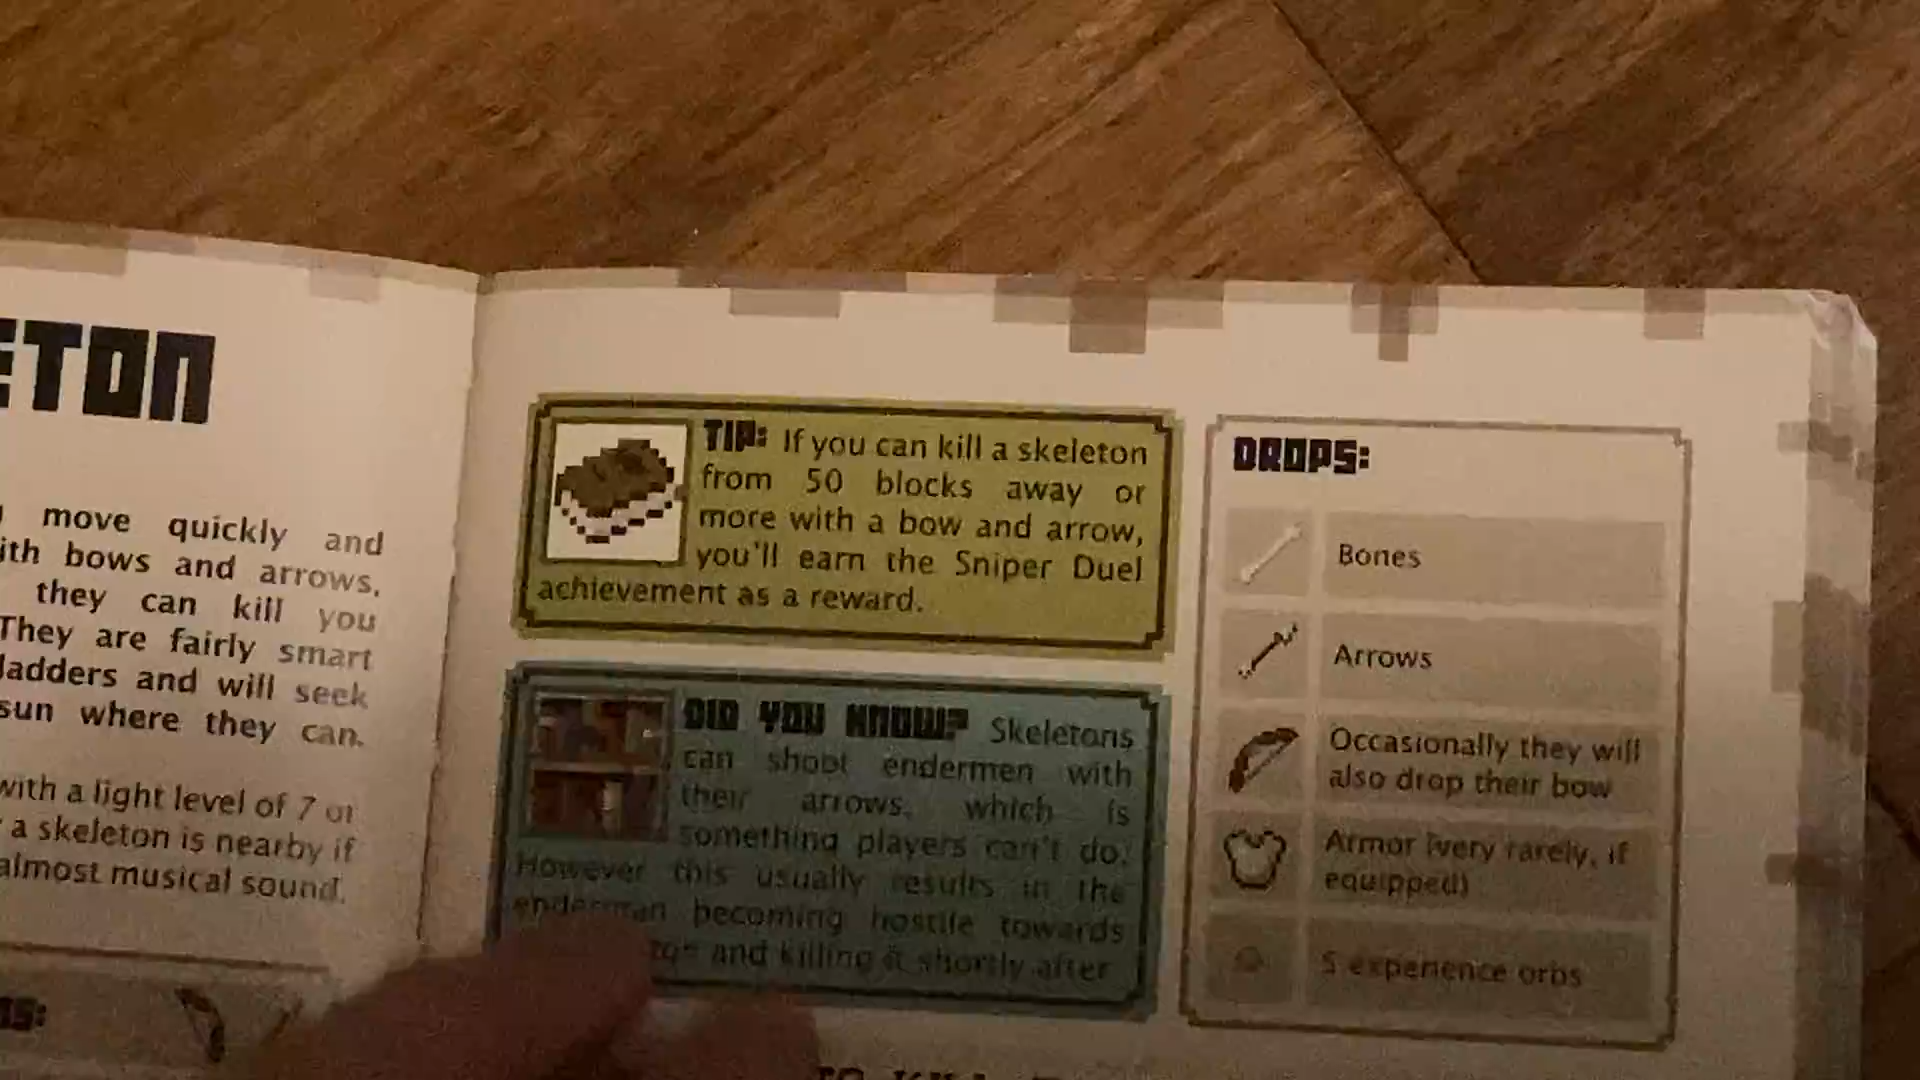 ETON
move quickly and
ith bows and arrows,
they can kill you
They are fairly smart
ladders and will seek
sun where they can.
with a light level of 7 or
a skeleton is nearby if
almost musical sound.
TIP: If you can kill a skeleton
from 50 blocks away or
more with a bow and arrow,
you'll earn the Sniper Duel
achievement as a reward.
DID YOU KNOW? Skeletons
can shoot endermen with
their arrows, which is
something players can't do.
However this usually results in the
enderman becoming hostile towards
and killing it shortly after
DROPS:
Bones
Arrows
Occasionally they will
also drop their bow
Armor (very rarely, if
equipped)
5 experience orbs